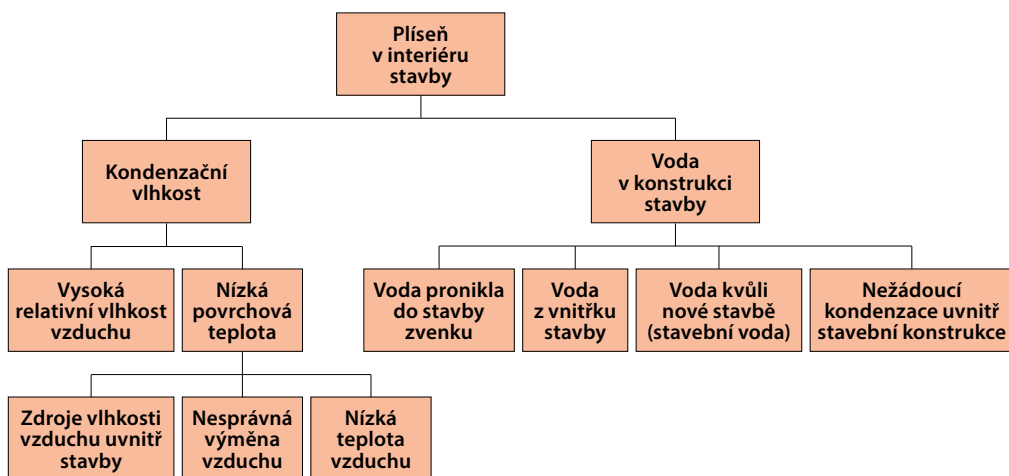 Plíseň
v interiéru
stavby
Kondenzační
vlhkost
Voda
v konstrukci
stavby
Vysoká
relativní vlhkost
vzduchu
Nízká
povrchová
teplota
Voda pronikla
do stavby
zvenku
Voda
z vnitřku
stavby
Voda kvůli
nové stavbě
(stavební voda)
Nežádoucí
kondenzace uvnitř
stavební konstrukce
Zdroje vlhkosti
vzduchu uvnitř
stavby
Nesprávná
výměna
vzduchu
Nízká
teplota
vzduchu